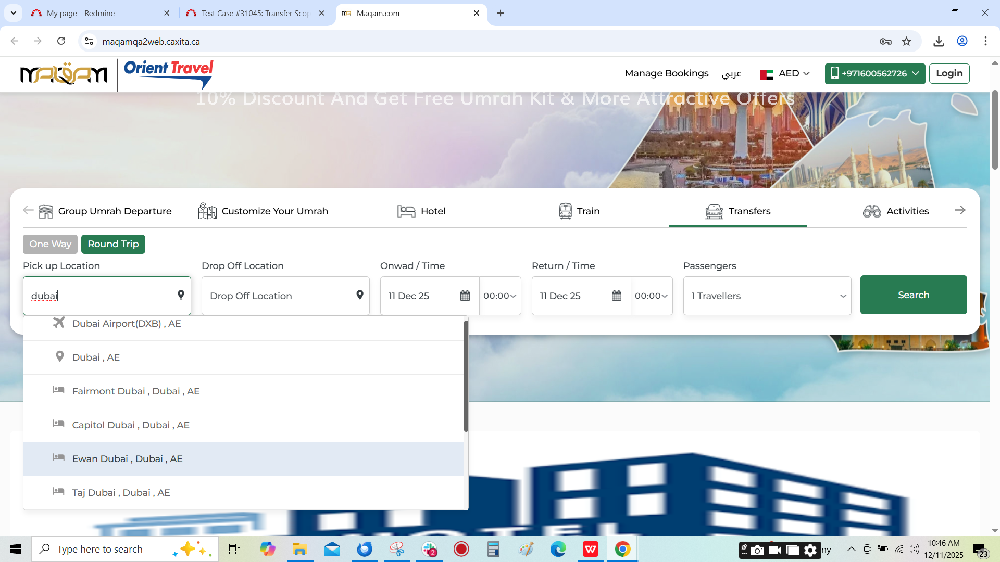 My page - Redmine
Test Case #31045: Transfer Scop
Maqam.com
maqamqa2web.caxita.ca
MAQAM
Orient Travel
Manage Bookings
عربي
AED
+971600562726
Login
10% Discount And Get Free Umrah Kit & More Attractive Offers
Group Umrah Departure
Customize Your Umrah
Hotel
Train
Transfers
Activities
One Way
Round Trip
Pick up Location
Drop Off Location
Onwad / Time
Return / Time
Passengers
dubai
Drop Off Location
11 Dec 25
00:00
11 Dec 25
00:00
1 Travellers
Search
Dubai Airport(DXB) , AE
Dubai , AE
Fairmont Dubai , Dubai , AE
Capitol Dubai , Dubai , AE
Ewan Dubai , Dubai , AE
Taj Dubai , Dubai , AE
HOTEL
Type here to search
2
ny
10:46 AM
12/11/2025
23